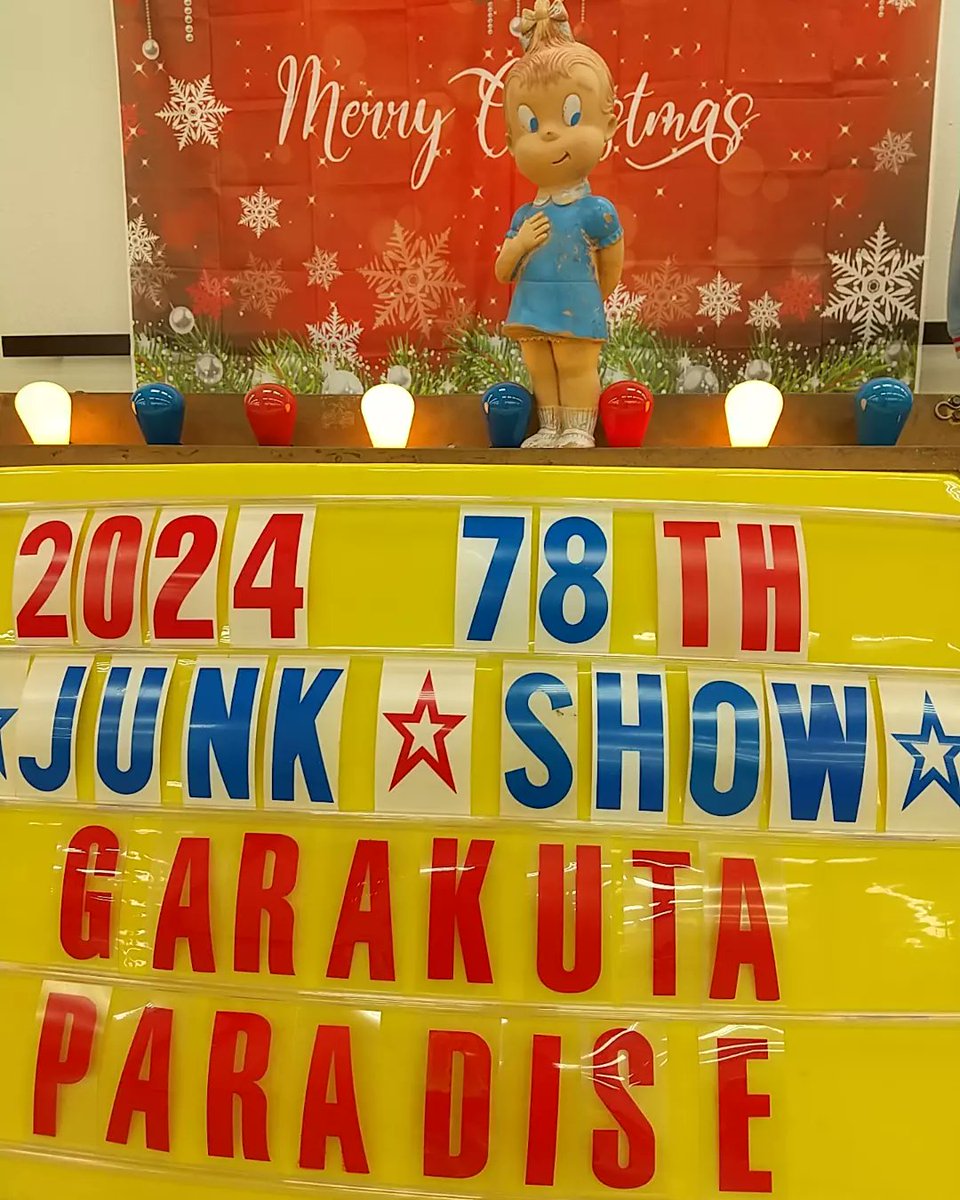 Merry Christmas
2024 78TH
☆JUNK☆SHOW☆
GARAKUTA
PARADISE